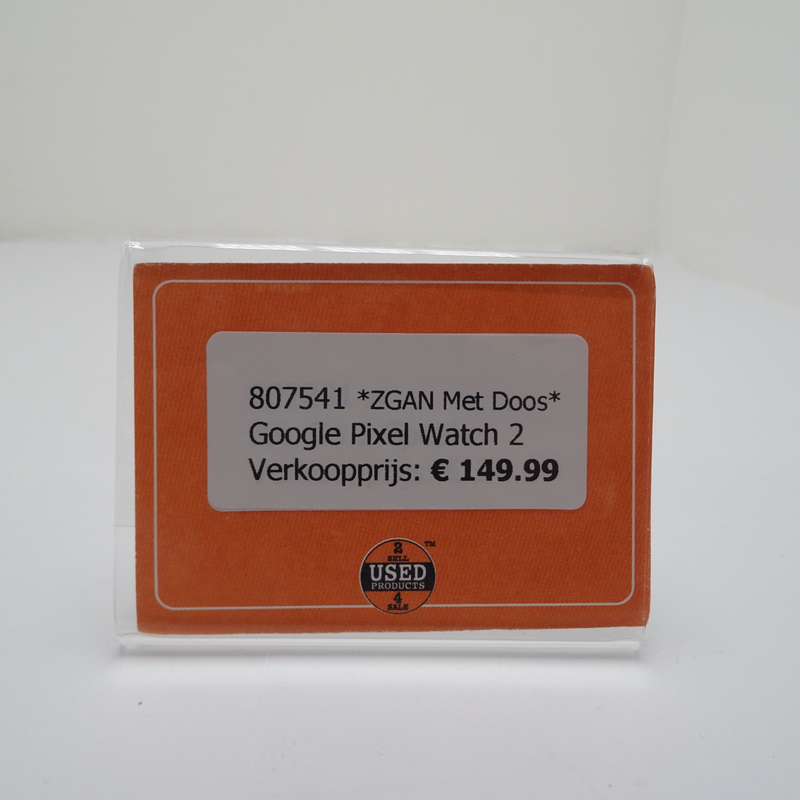 807541 *ZGAN Met Doos*
Google Pixel Watch 2
Verkoopprijs: € 149.99
2
SELL
USED
PRODUCTS
4
SALE
TM